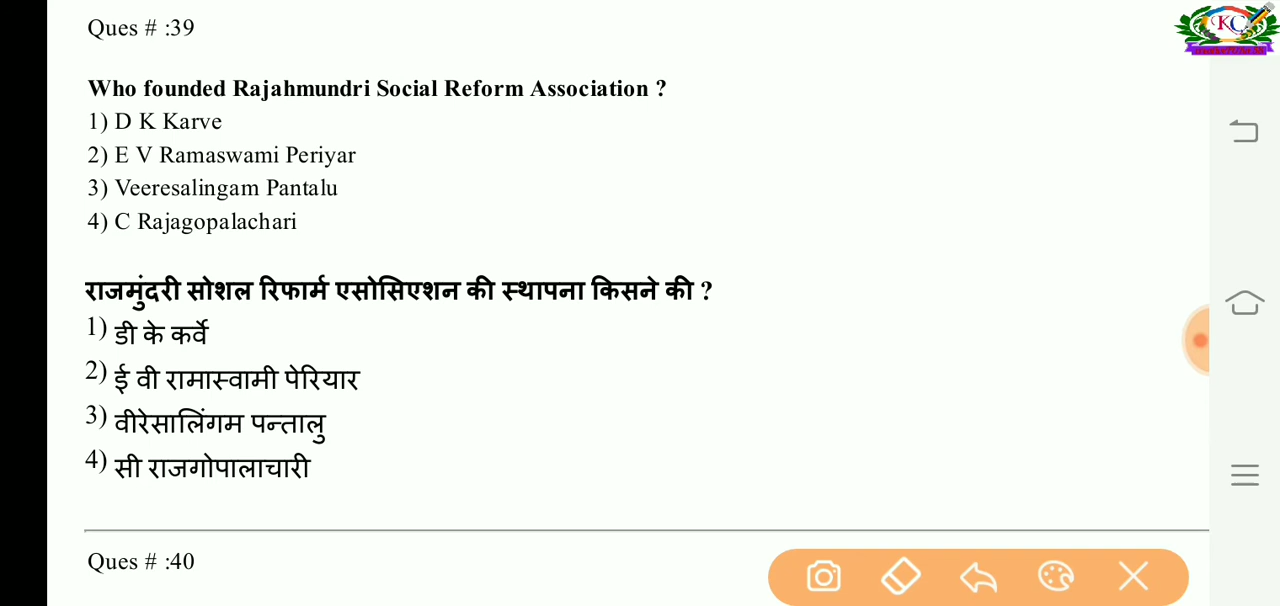 Ques # :39
KC
Who founded Rajahmundri Social Reform Association ?
1) D K Karve
2) E V Ramaswami Periyar
3) Veeresalingam Pantalu
4) C Rajagopalachari
राजमुंदरी सोशल रिफार्म एसोसिएशन की स्थापना किसने की ?
1) डी के कर्वे
2) ई वी रामास्वामी पेरियार
3) वीरेसालिंगम पन्तालु
4) सी राजगोपालाचारी
Ques # :40